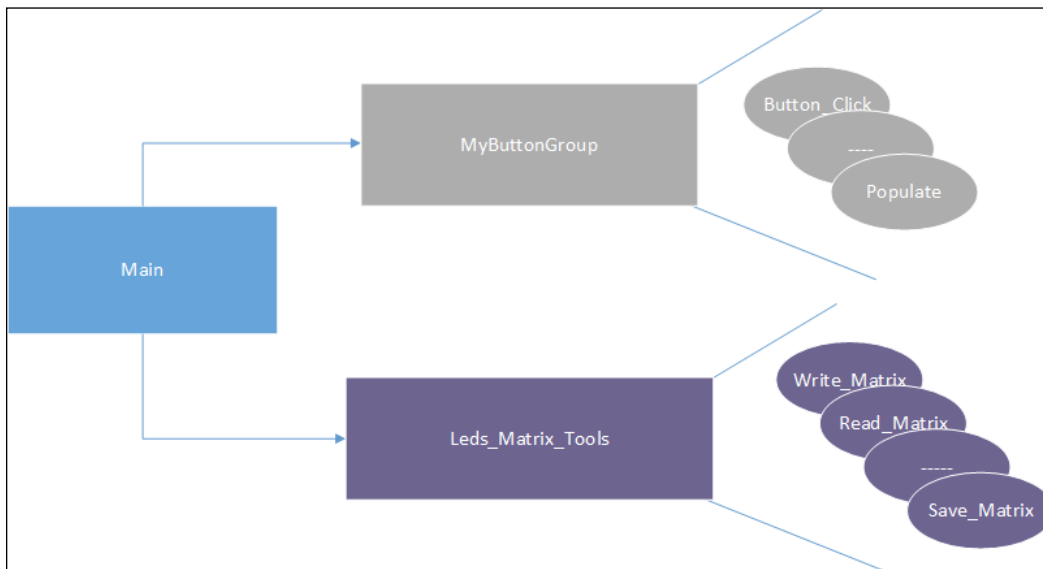 Main
MyButtonGroup
Button_Click
----
Populate
Leds_Matrix_Tools
Write_Matrix
Read_Matrix
-----
Save_Matrix